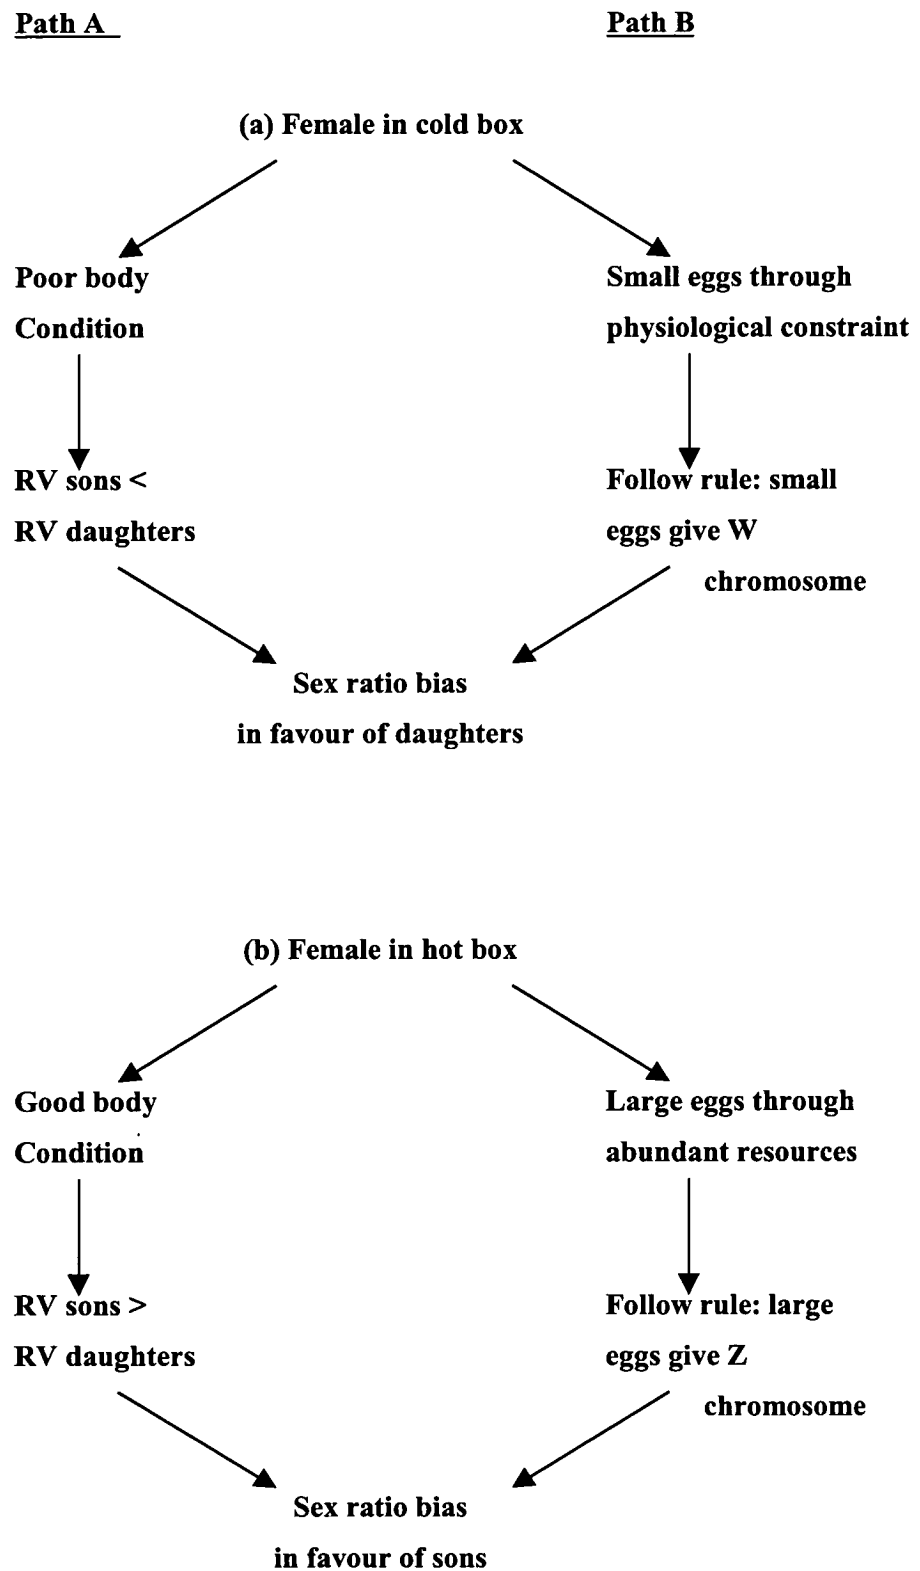 Path A
Path B
(a) Female in cold box
Poor body
Condition
Small eggs through
physiological constraint
RV sons <
RV daughters
Follow rule: small
eggs give W
chromosome
Sex ratio bias
in favour of daughters
(b) Female in hot box
Good body
Condition
Large eggs through
abundant resources
RV sons >
RV daughters
Follow rule: large
eggs give Z
chromosome
Sex ratio bias
in favour of sons